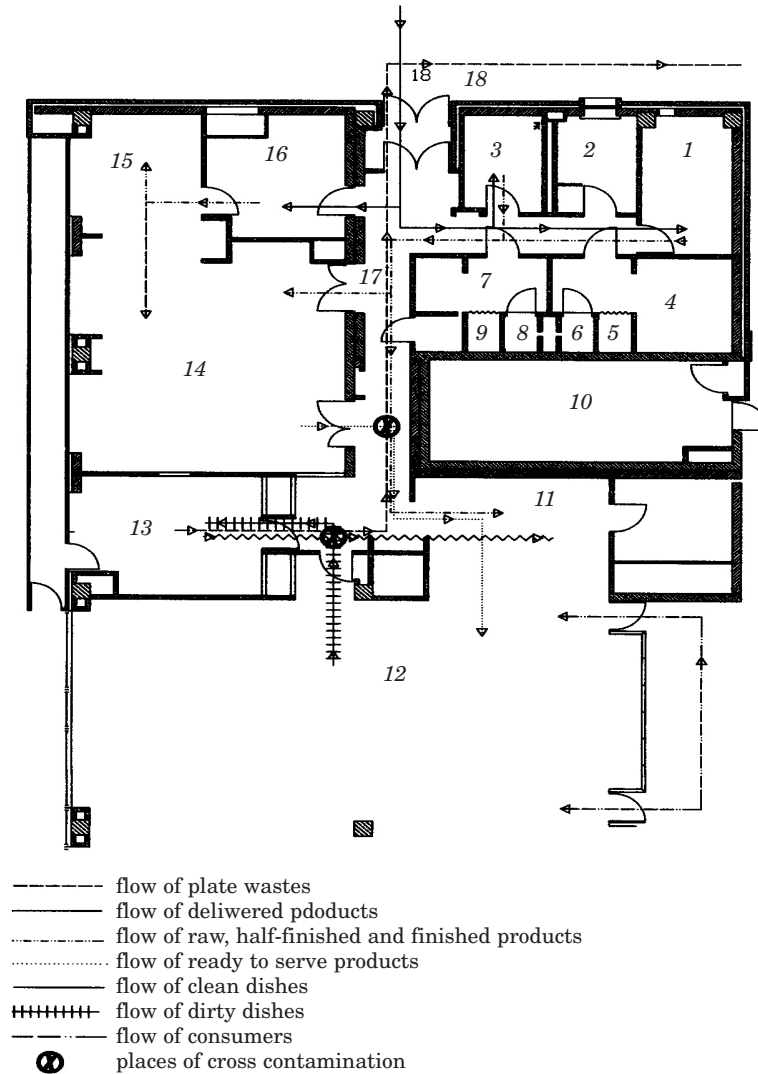 18
18
15
16
3
2
1
17
7
4
9
8
6
5
14
10
13
11
12
flow of plate wastes
flow of deliwered pdoducts
flow of raw, half-finished and finished products
flow of ready to serve products
flow of clean dishes
flow of dirty dishes
flow of consumers
places of cross contamination